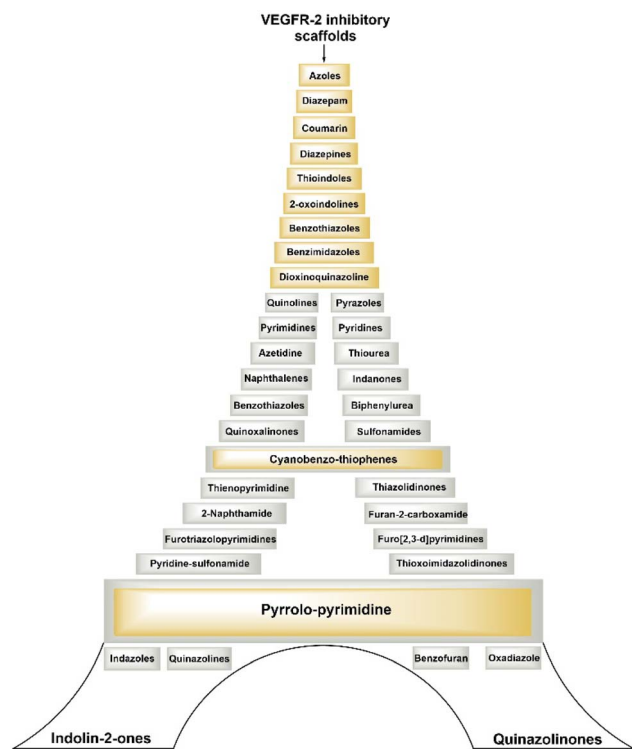 VEGFR-2 inhibitory
scaffolds
Azoles
Diazepam
Coumarin
Diazepines
Thioindoles
2-oxoindolines
Benzothiazoles
Benzimidazoles
Dioxinoquinazoline
Quinolines Pyrazoles
Pyrimidines Pyridines
Azetidine Thiourea
Naphthalenes Indanones
Benzothiazoles Biphenylurea
Quinoxalinones Sulfonamides
Cyanobenzo-thiophenes
Thienopyrimidine Thiazolidinones
2-Naphthamide Furan-2-carboxamide
Furotriazolopyrimidines Furo[2,3-d]pyrimidines
Pyridine-sulfonamide Thioxoimidazolidinones
Pyrrolo-pyrimidine
Indazoles Quinazolines Benzofuran Oxadiazole
Indolin-2-ones Quinazolinones